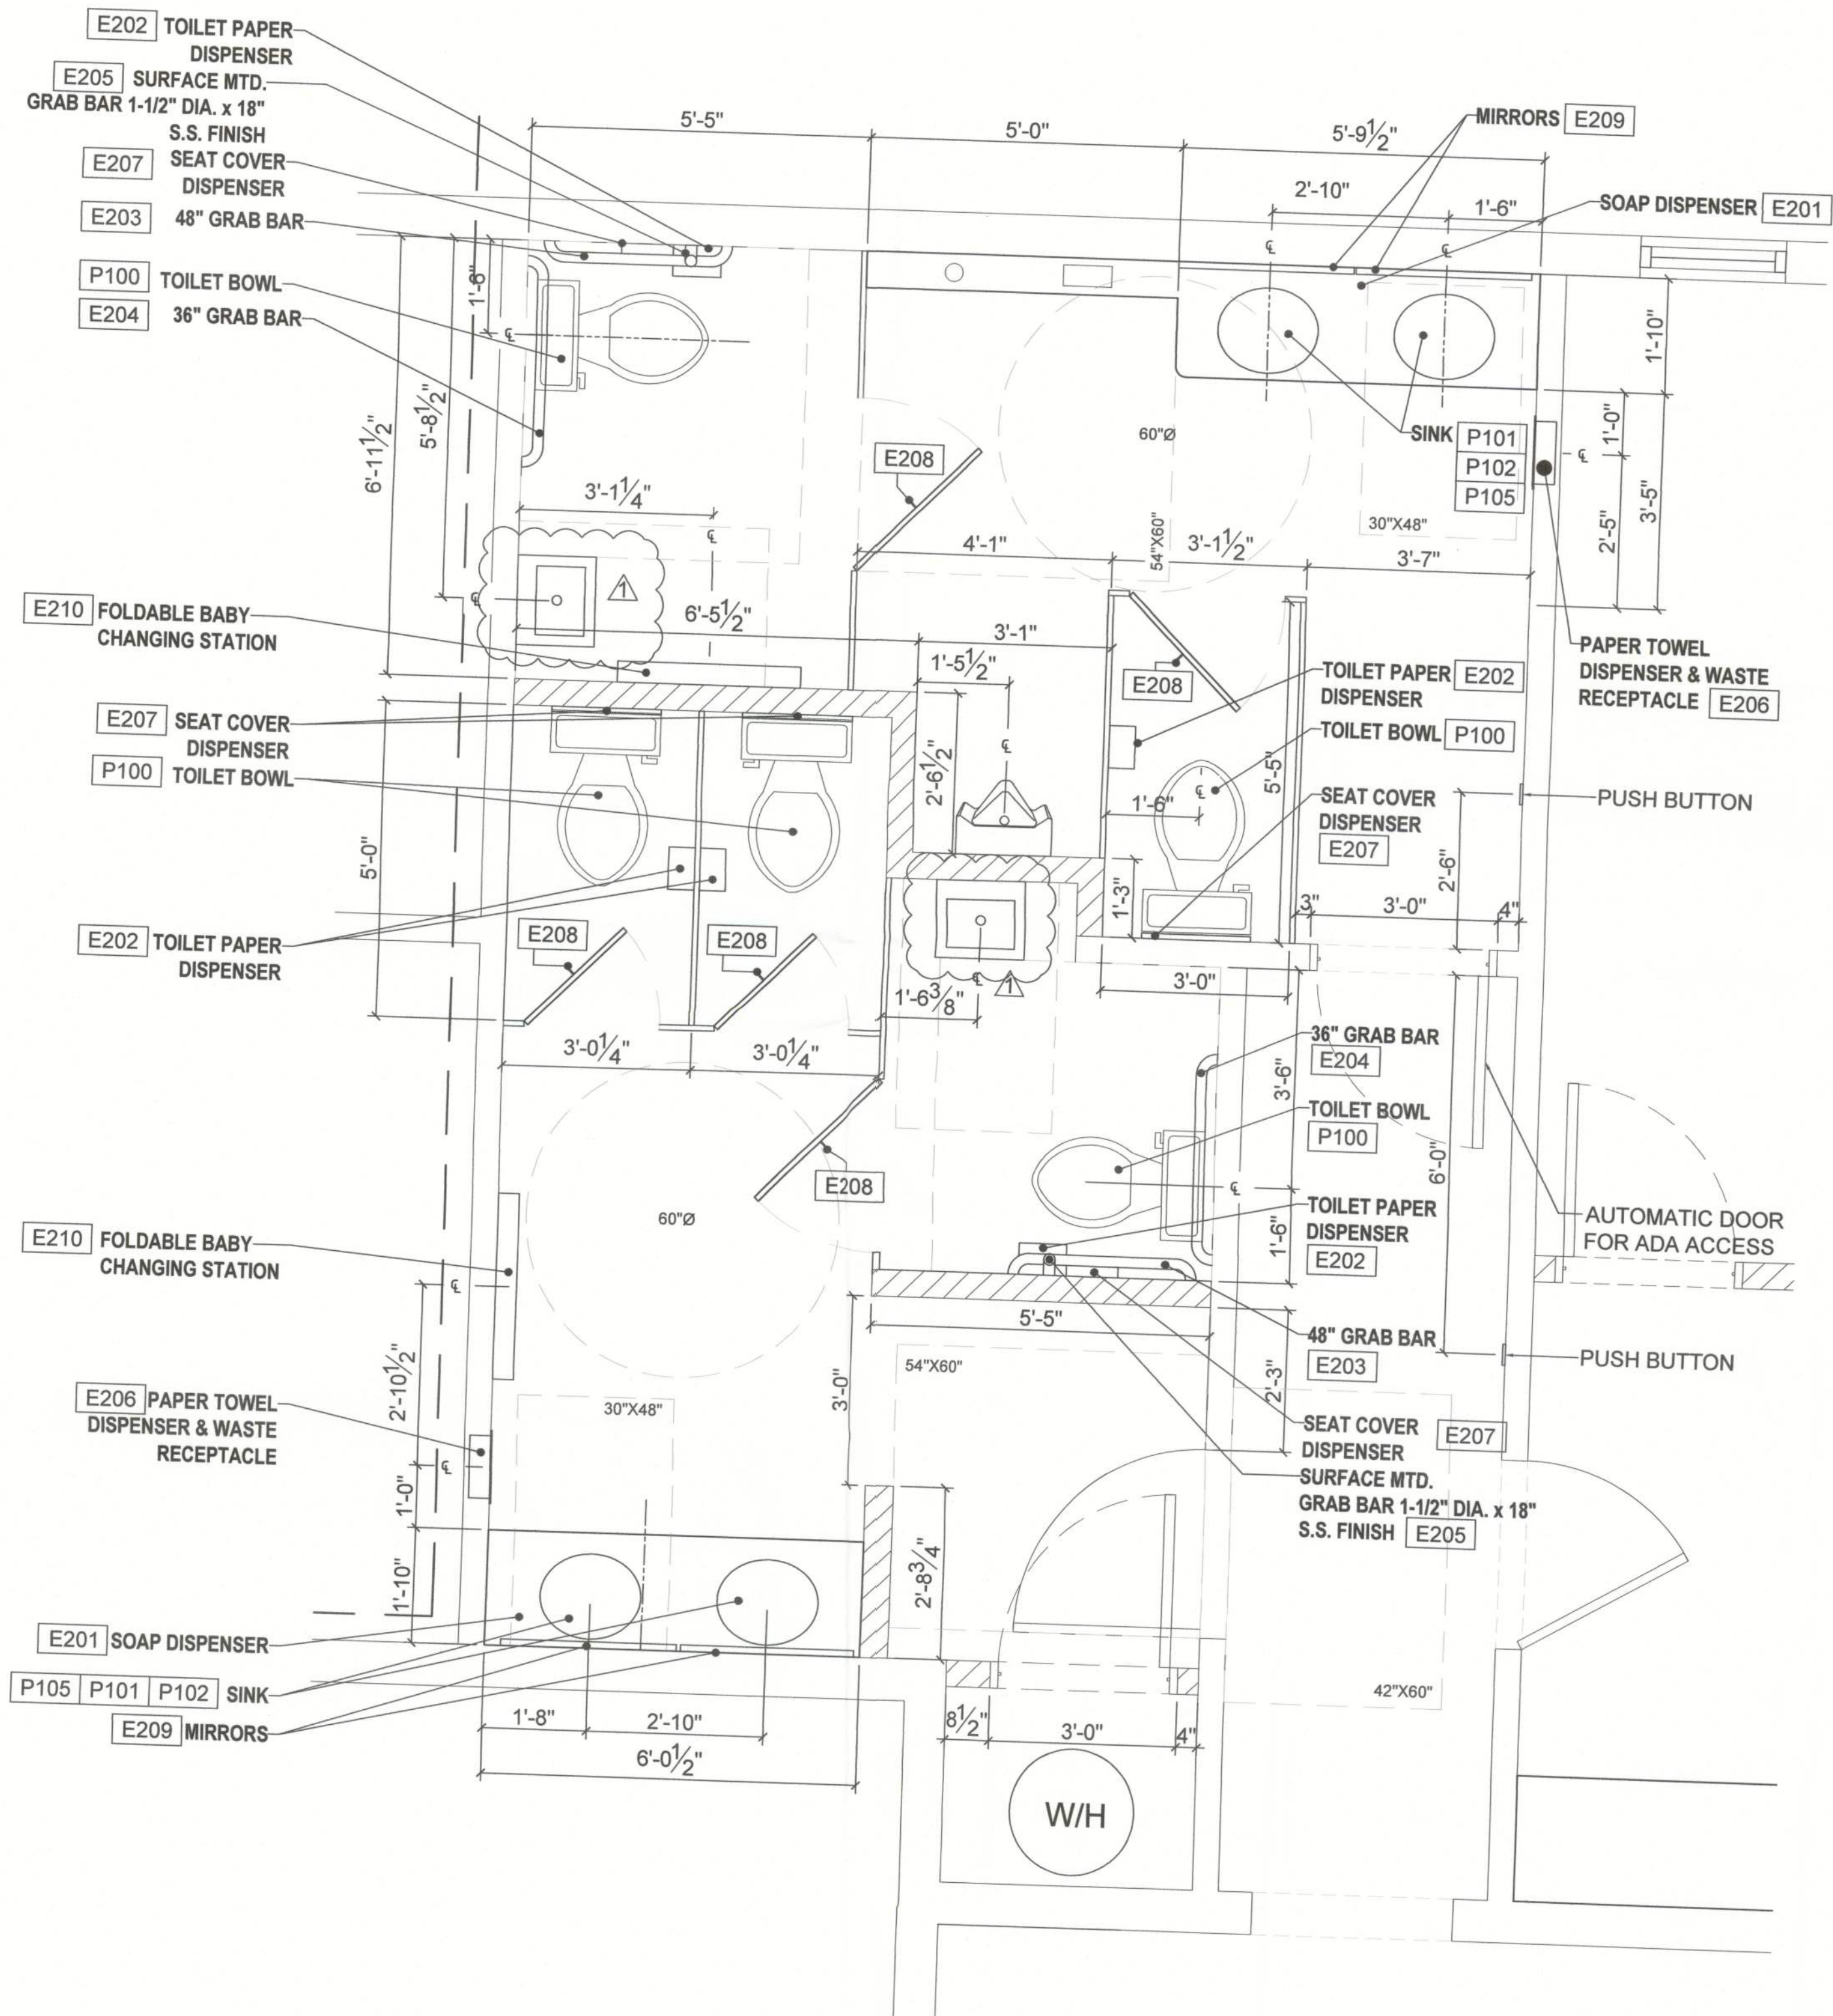 E202 TOILET PAPER
DISPENSER
E205 SURFACE MTD.
GRAB BAR 1-1/2" DIA. x 18"
S.S. FINISH
E207 SEAT COVER
DISPENSER
E203 48" GRAB BAR
P100 TOILET BOWL
E204 36" GRAB BAR
5'-5"
5'-0"
5'-9 1/2"
MIRRORS E209
2'-10"
1'-6"
SOAP DISPENSER E201
℄
℄
1'-6"
℄
6'-11 1/2"
5'-8 1/2"
1'-10"
1'-0"
3'-5"
2'-5"
60"Ø
SINK P101
P102
P105
℄
E208
3'-1 1/4"
℄
30"X48"
54"X60"
4'-1"
3'-1 1/2"
3'-7"
1
℄
6'-5 1/2"
3'-1"
1'-5 1/2"
E210 FOLDABLE BABY
CHANGING STATION
PAPER TOWEL
DISPENSER & WASTE
RECEPTACLE E206
E208
TOILET PAPER E202
DISPENSER
TOILET BOWL P100
E207 SEAT COVER
DISPENSER
P100 TOILET BOWL
℄
2'-6 1/2"
5'-5"
1'-6"
℄
SEAT COVER
DISPENSER
E207
PUSH BUTTON
5'-0"
2'-6"
1'-3"
3"
3'-0"
4"
E202 TOILET PAPER
DISPENSER
E208
E208
℄
1
1'-6 3/8"
3'-0"
3'-0 1/4"
3'-0 1/4"
36" GRAB BAR
E204
3'-6"
TOILET BOWL
P100
6'-0"
E208
℄
TOILET PAPER
DISPENSER
E202
1'-6"
AUTOMATIC DOOR
FOR ADA ACCESS
60"Ø
E210 FOLDABLE BABY
CHANGING STATION
℄
5'-5"
48" GRAB BAR
E203
PUSH BUTTON
2'-10 1/2"
54"X60"
3'-0"
2'-3"
E206 PAPER TOWEL
DISPENSER & WASTE
RECEPTACLE
30"X48"
SEAT COVER E207
DISPENSER
SURFACE MTD.
GRAB BAR 1-1/2" DIA. x 18"
S.S. FINISH E205
℄
1'-0"
1'-10"
2'-8 3/4"
E201 SOAP DISPENSER
P105 P101 P102 SINK
E209 MIRRORS
1'-8"
2'-10"
6'-0 1/2"
8 1/2"
3'-0"
4"
42"X60"
W/H